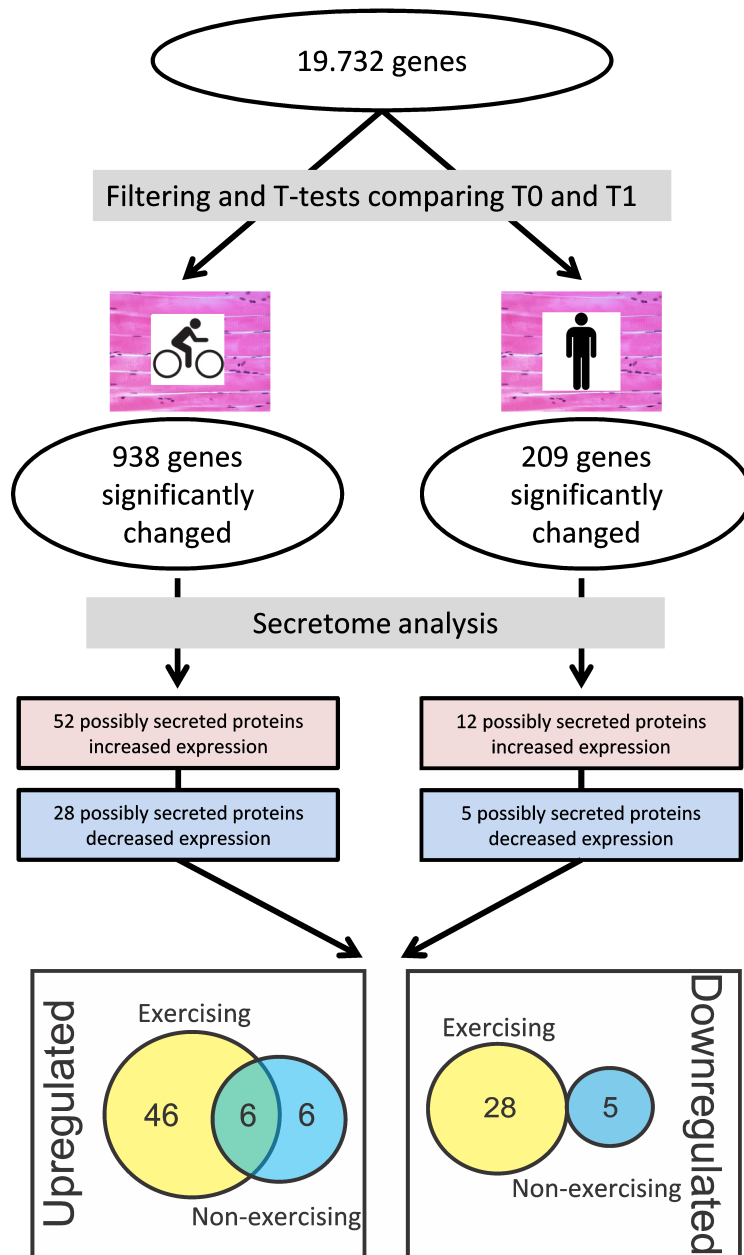 19.732 genes
Filtering and T-tests comparing T0 and T1
938 genes
significantly
changed
209 genes
significantly
changed
Secretome analysis
52 possibly secreted proteins
increased expression
12 possibly secreted proteins
increased expression
28 possibly secreted proteins
decreased expression
5 possibly secreted proteins
decreased expression
Upregulated
Exercising
46
6
6
Non-exercising
Exercising
28
5
Non-exercising
Downregulated